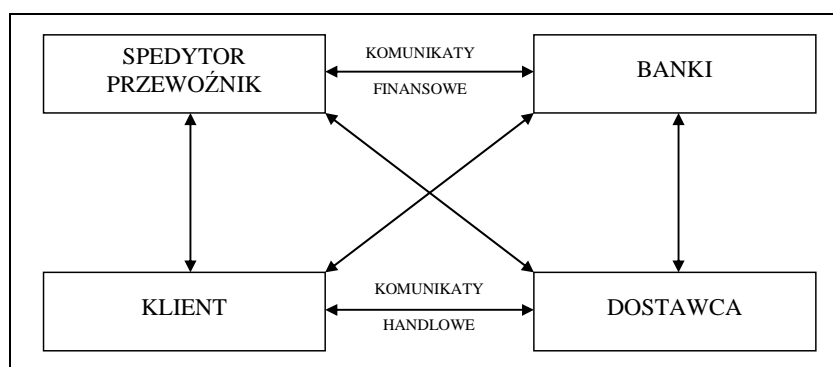 SPEDYTOR
PRZEWOŹNIK
KOMUNIKATY
FINANSOWE
BANKI
KLIENT
KOMUNIKATY
HANDLOWE
DOSTAWCA